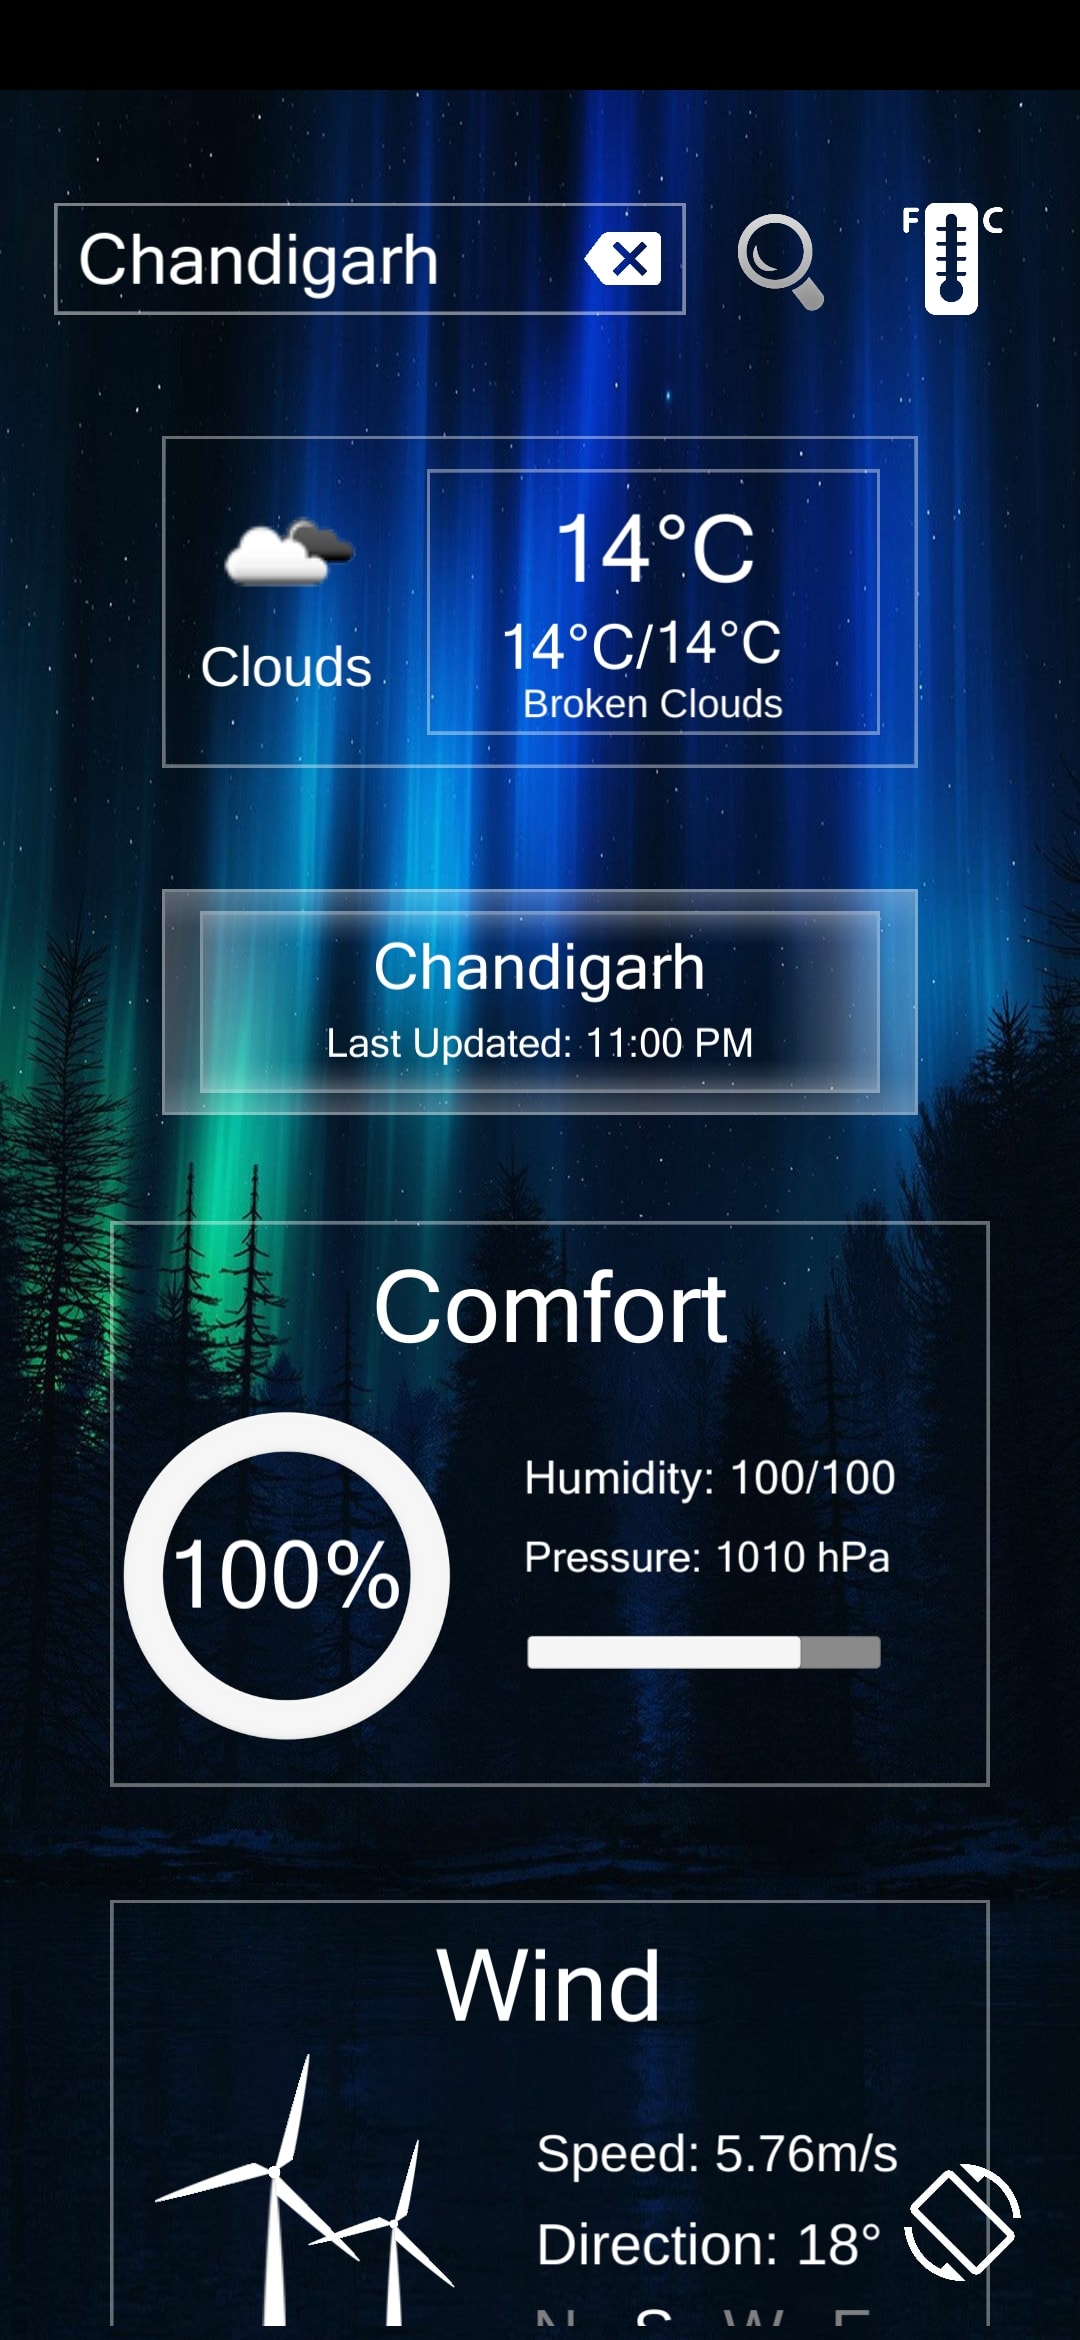 Chandigarh
F C
14°C
14°C/14°C
Clouds
Broken Clouds
Chandigarh
Last Updated: 11:00 PM
Comfort
100%
Humidity: 100/100
Pressure: 1010 hPa
Wind
Speed: 5.76m/s
Direction: 18°
N S W E